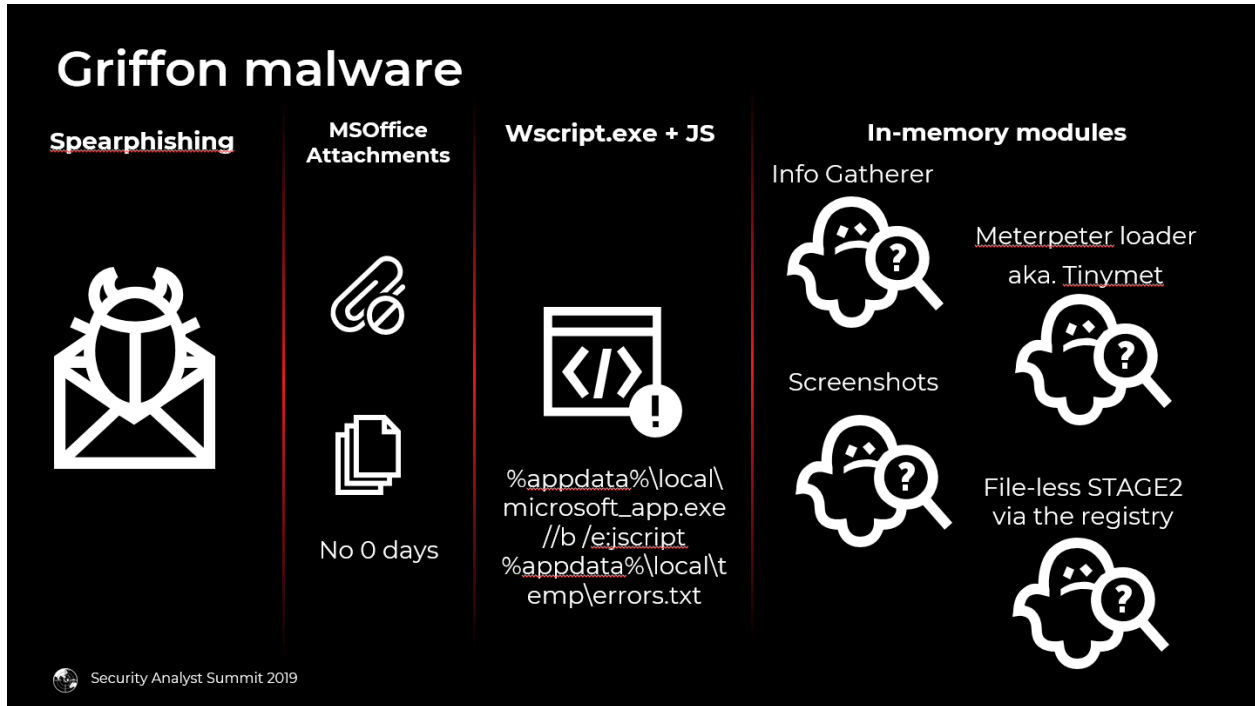 Griffon malware
Spearphishing
MSOffice
Attachments
No 0 days
Wscript.exe + JS
%appdata%\local\
microsoft_app.exe
//b /e:jscript
%appdata%\local\t
emp\errors.txt
In-memory modules
Info Gatherer
Meterpeter loader
aka. Tinymet
Screenshots
File-less STAGE2
via the registry
Security Analyst Summit 2019